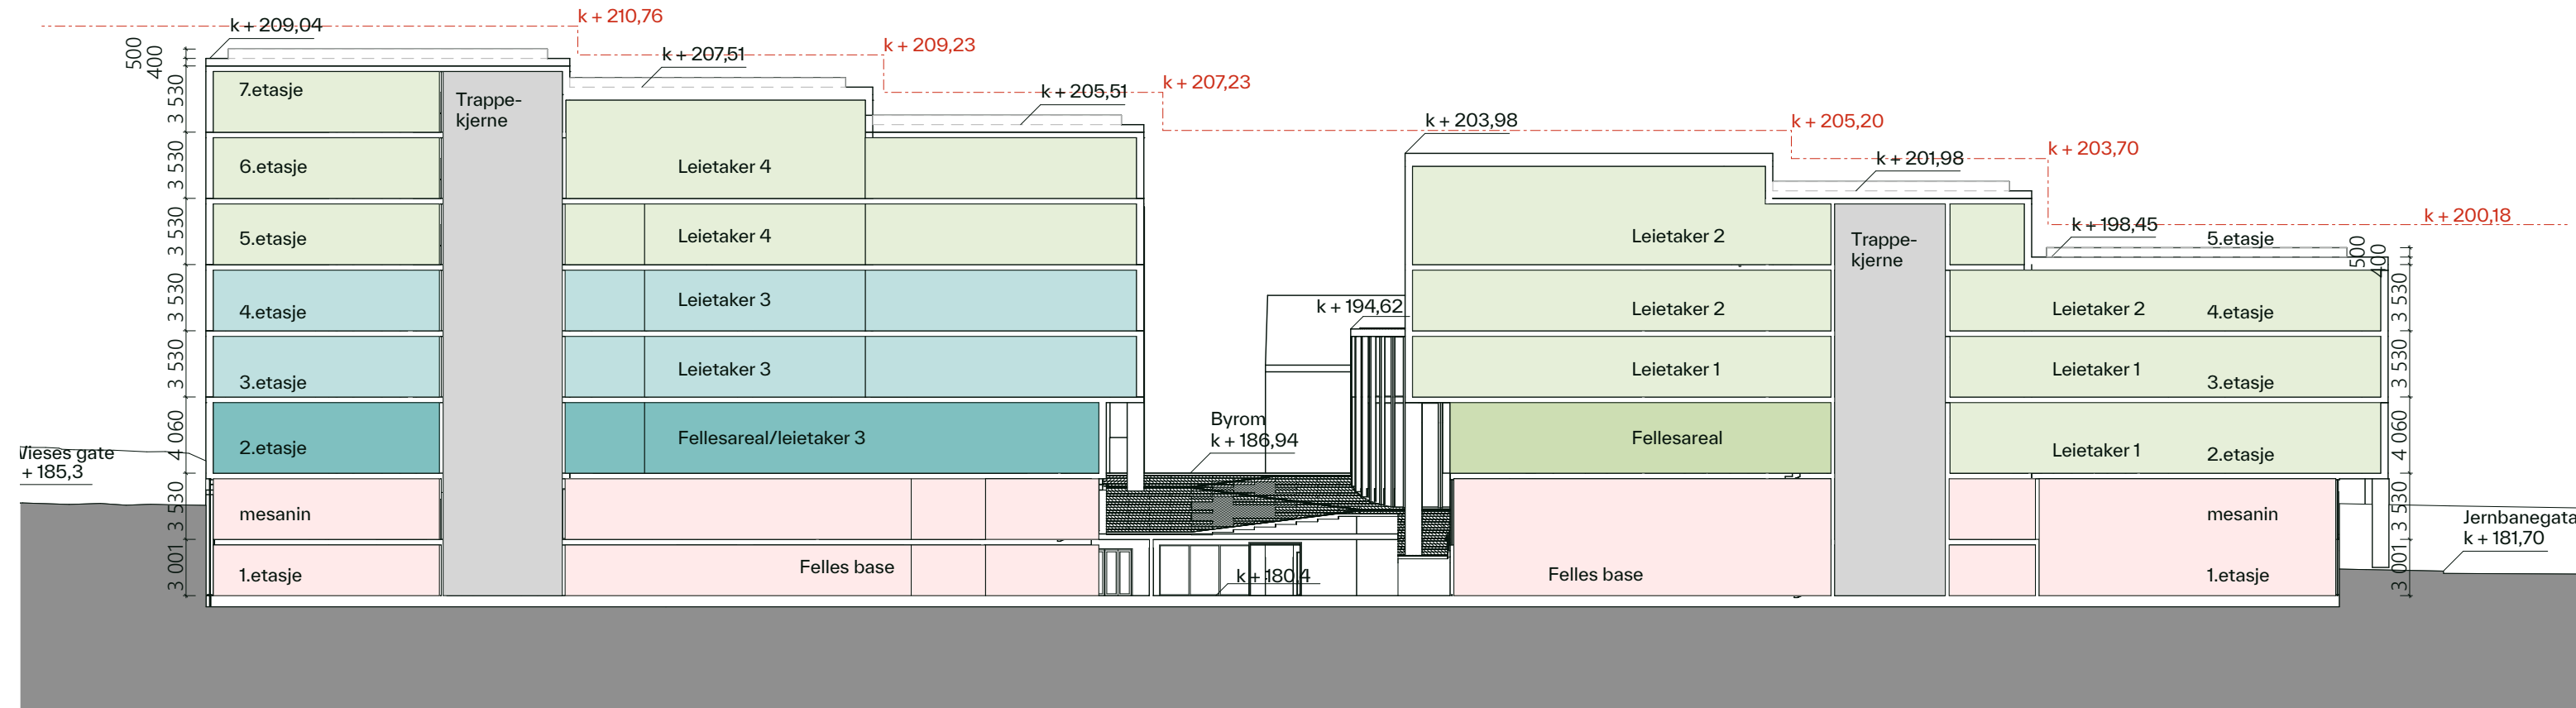 k + 209,04
k + 210,76
k + 207,51
k + 209,23
k + 205,51
k + 207,23
k + 203,98
k + 205,20
k + 201,98
k + 203,70
k + 198,45
k + 200,18
500
400
3 530
3 530
3 530
3 530
3 530
4 060
3 530
3 001
7.etasje
6.etasje
5.etasje
4.etasje
3.etasje
2.etasje
mesanin
1.etasje
Trappe-
kjerne
Leietaker 4
Leietaker 4
Leietaker 3
Leietaker 3
Fellesareal/leietaker 3
Felles base
Vieses gate
+ 185,3
k + 194,62
Byrom
k + 186,94
k + 180,4
Leietaker 2
Leietaker 2
Leietaker 1
Fellesareal
Felles base
Trappe-
kjerne
Leietaker 2
Leietaker 1
Leietaker 1
5.etasje
4.etasje
3.etasje
2.etasje
mesanin
1.etasje
500
400
3 530
3 530
4 060
3 530
3 001
Jernbanegata
k + 181,70